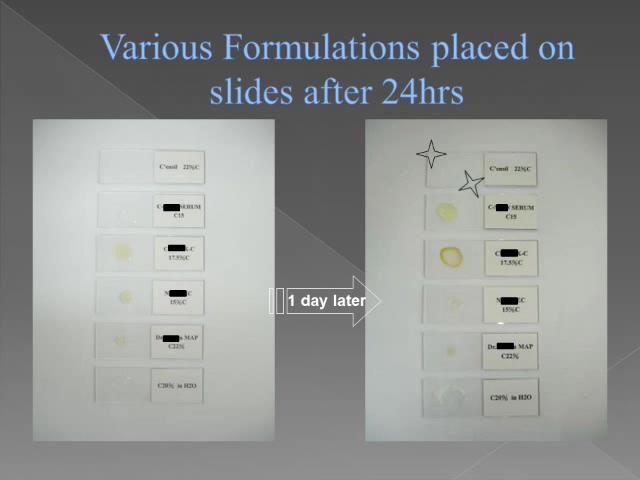 Various Formulations placed on
slides after 24hrs
C'ensil 22%C
SERUM
C15
17.5%C
15%C
MAP
C22%
C20% in H2O
1 day later
C'ensil 22%C
SERUM
C15
17.5%C
15%C
MAP
C22%
C20% in H2O